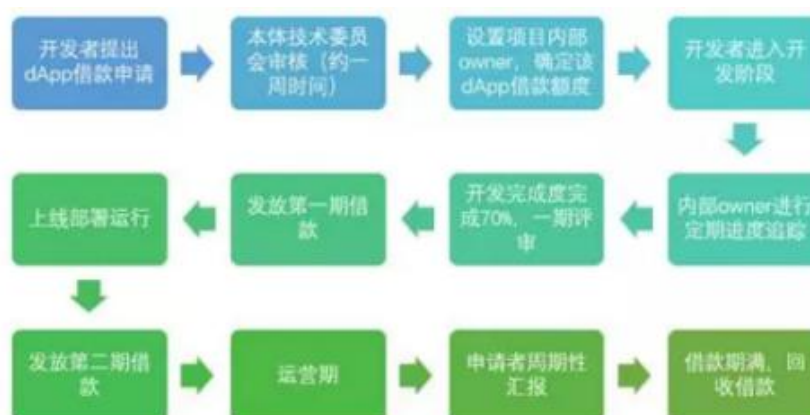 开发者提出
dApp借款申请
本体技术委员
会审核（约一
周时间）
设置项目内部
owner，确定该
dApp借款额度
开发者进入开
发阶段
内部owner进行
定期进度追踪
开发完成度完
成70%，一期评
审
发放第一期借
款
上线部署运行
发放第二期借
款
运营期
申请者周期性
汇报
借款期满，回
收借款